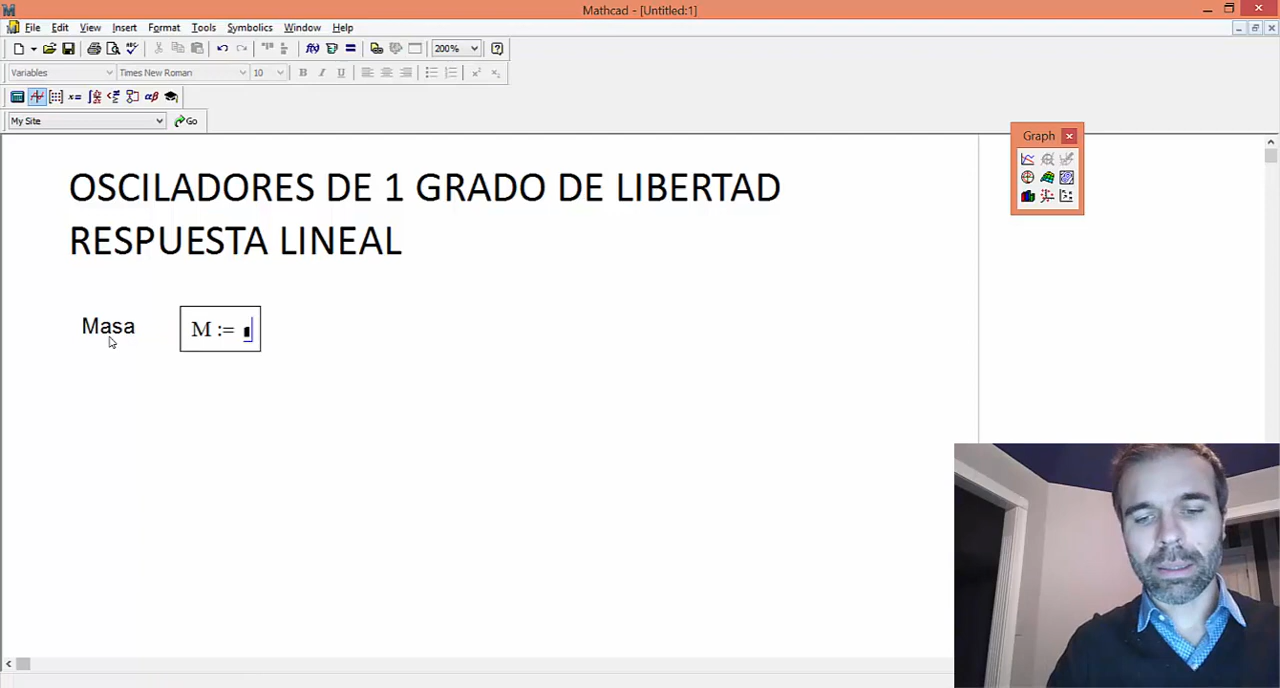 Mathcad - [Untitled:1]
File Edit View Insert Format Tools Symbolics Window Help
200%
Variables Times New Roman 10 B I U
My Site Go
Graph
OSCILADORES DE 1 GRADO DE LIBERTAD
RESPUESTA LINEAL
Masa M :=